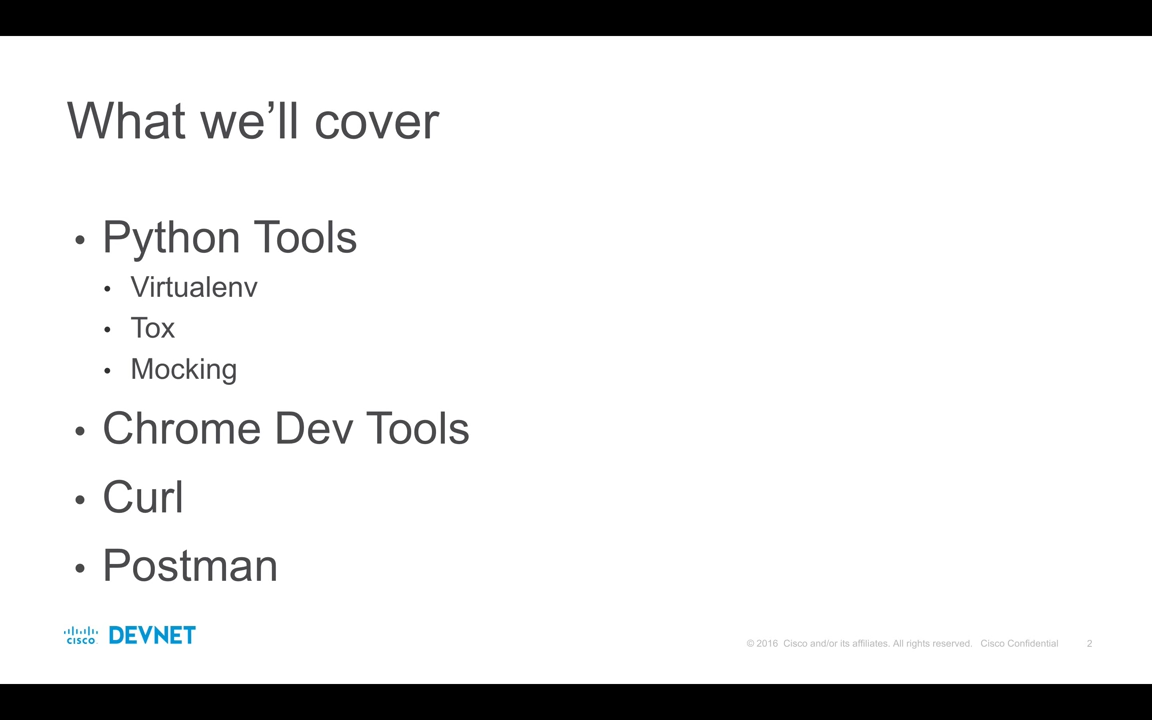 What we’ll cover
• Python Tools
• Virtualenv
• Tox
• Mocking
• Chrome Dev Tools
• Curl
• Postman
CISCO DEVNET
© 2016 Cisco and/or its affiliates. All rights reserved. Cisco Confidential 2